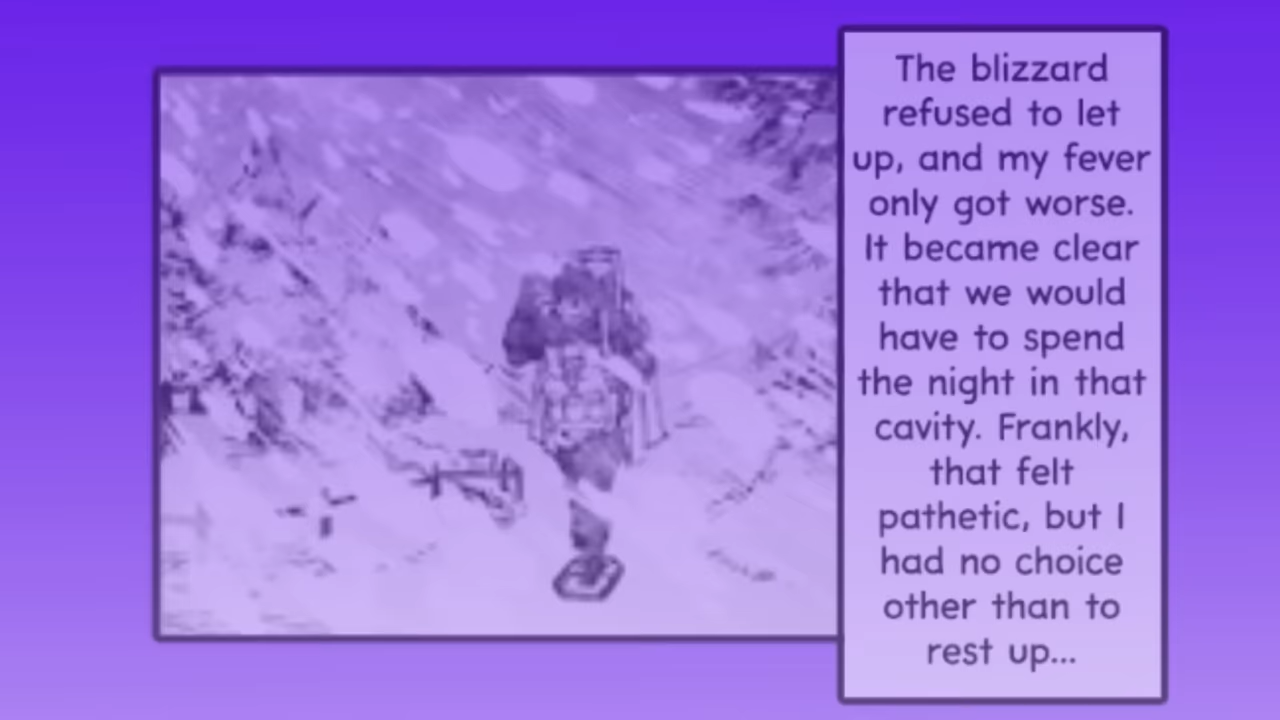 The blizzard
refused to let
up, and my fever
only got worse.
It became clear
that we would
have to spend
the night in that
cavity. Frankly,
that felt
pathetic, but I
had no choice
other than to
rest up...